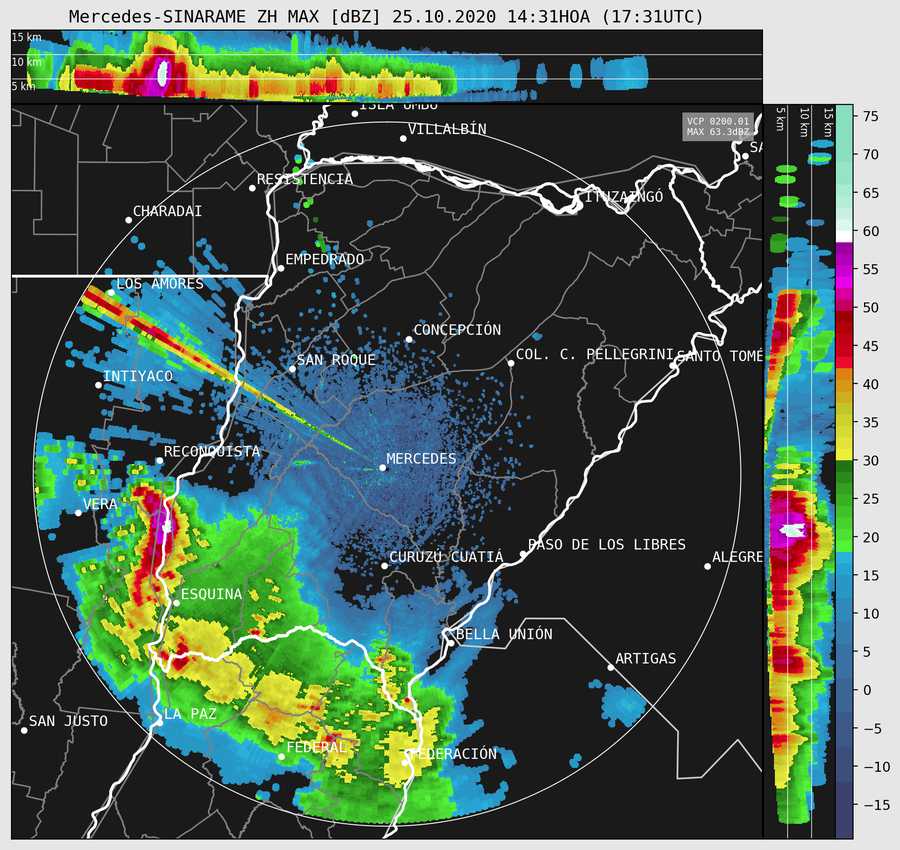 Mercedes-SINARAME ZH MAX [dBZ] 25.10.2020 14:31HOA (17:31UTC)
15 km
10 km
5 km
5 km
10 km
15 km
VCP 0200.01
MAX 63.3dBZ
ISLA UMBÚ
VILLALBÍN
SA
RESISTENCIA
ITUZAINGÓ
CHARADAI
EMPEDRADO
LOS AMORES
CONCEPCIÓN
SAN ROQUE
COL. C. PELLEGRINI
SANTO TOMÉ
INTIYACO
RECONQUISTA
MERCEDES
VERA
CURUZÚ CUATIÁ
PASO DE LOS LIBRES
ALEGRE
ESQUINA
BELLA UNIÓN
ARTIGAS
LA PAZ
SAN JUSTO
FEDERAL
FEDERACIÓN
75
70
65
60
55
50
45
40
35
30
25
20
15
10
5
0
−5
−10
−15